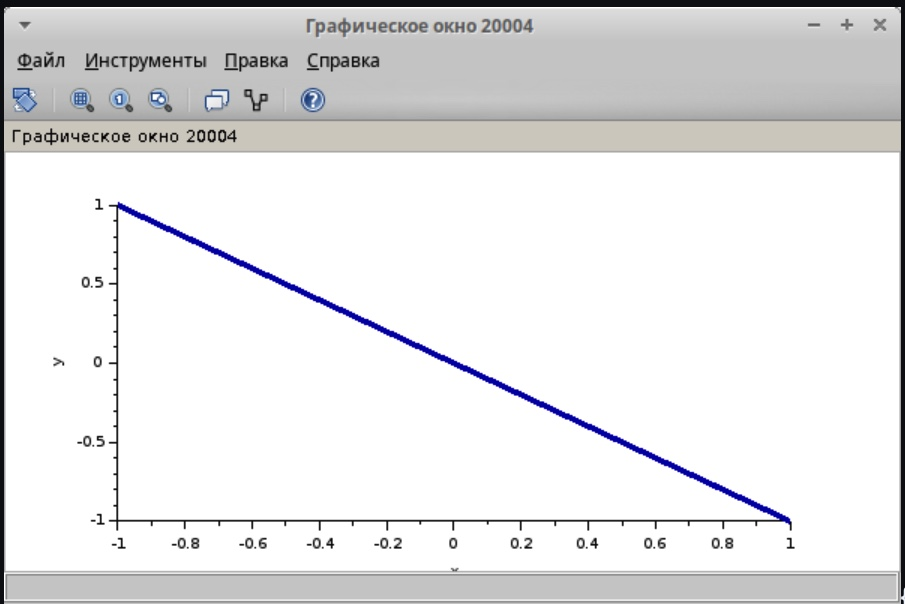 Графическое окно 20004
Файл Инструменты Правка Справка
Графическое окно 20004
1
0.5
y
0
-0.5
-1
-1 -0.8 -0.6 -0.4 -0.2 0 0.2 0.4 0.6 0.8 1